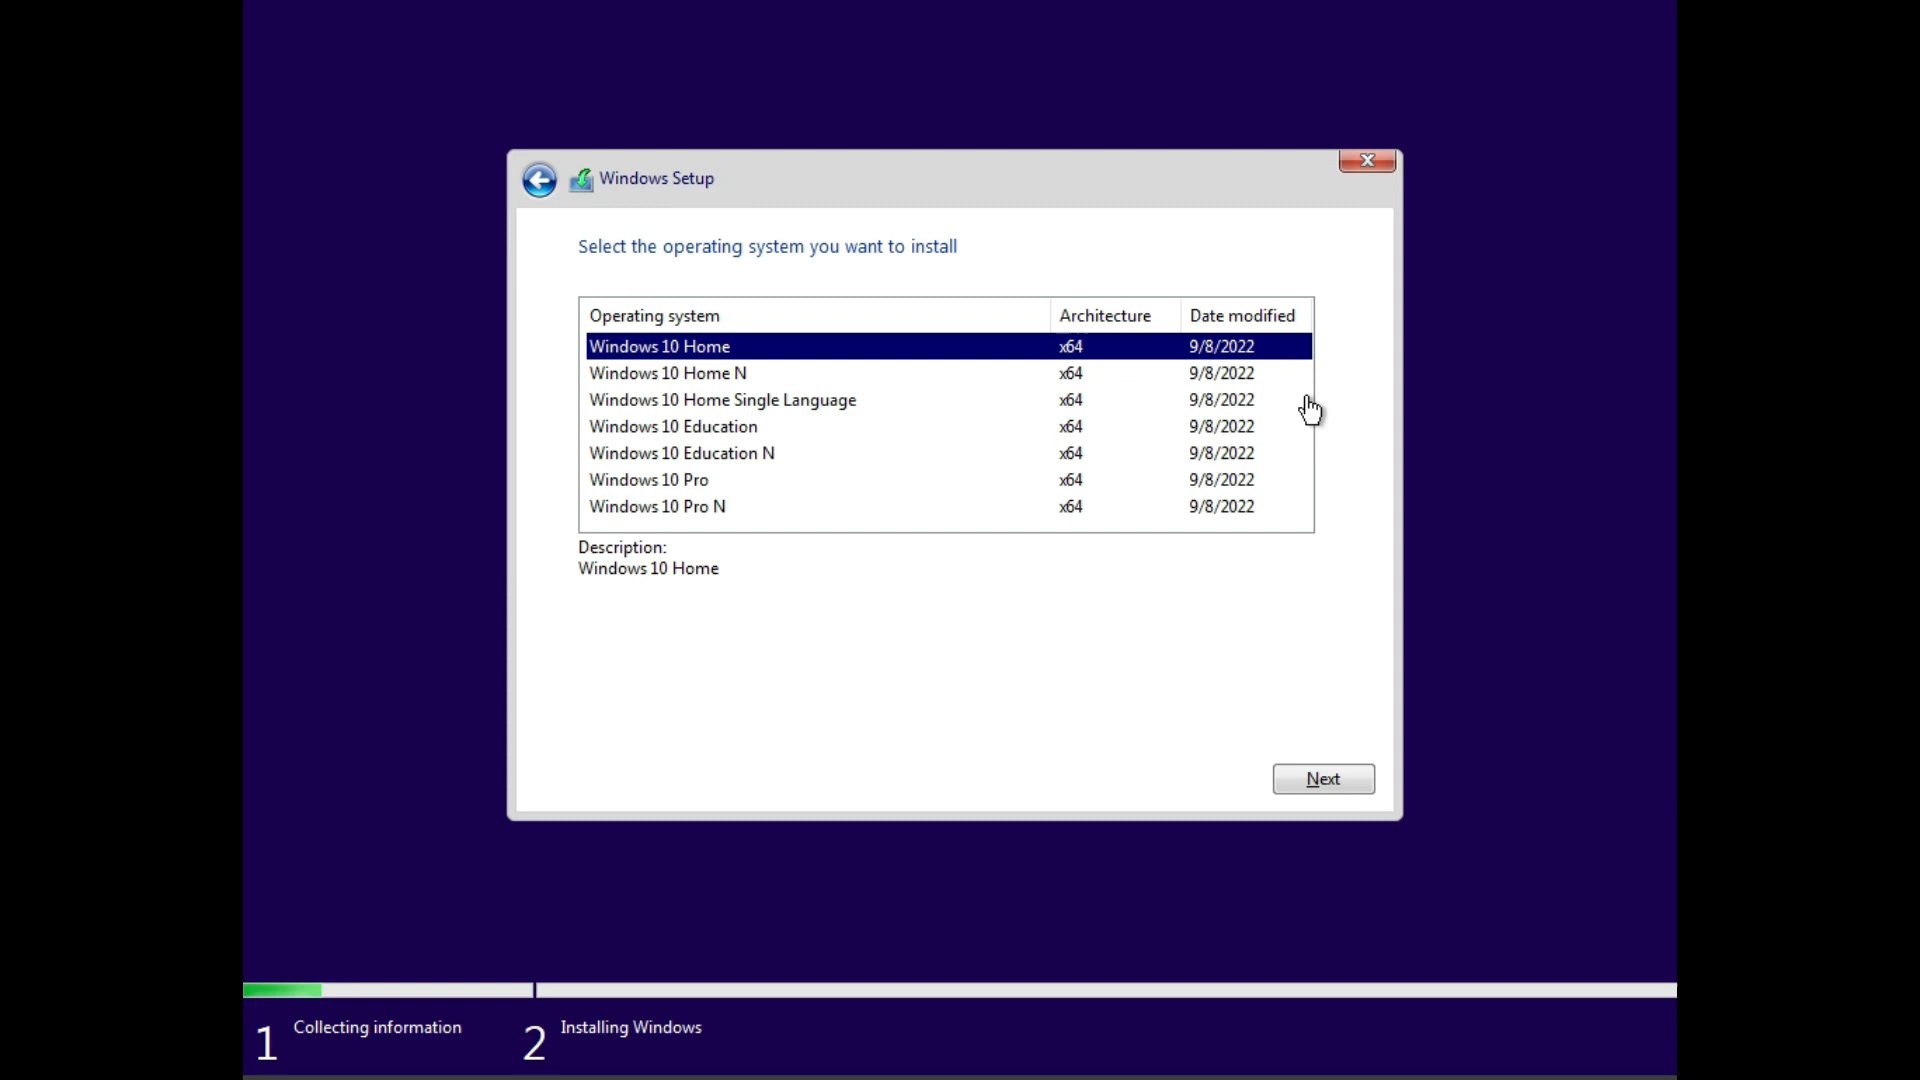 Windows Setup
Select the operating system you want to install
Operating system Architecture Date modified
Windows 10 Home x64 9/8/2022
Windows 10 Home N x64 9/8/2022
Windows 10 Home Single Language x64 9/8/2022
Windows 10 Education x64 9/8/2022
Windows 10 Education N x64 9/8/2022
Windows 10 Pro x64 9/8/2022
Windows 10 Pro N x64 9/8/2022
Description:
Windows 10 Home
Next
1 Collecting information 2 Installing Windows